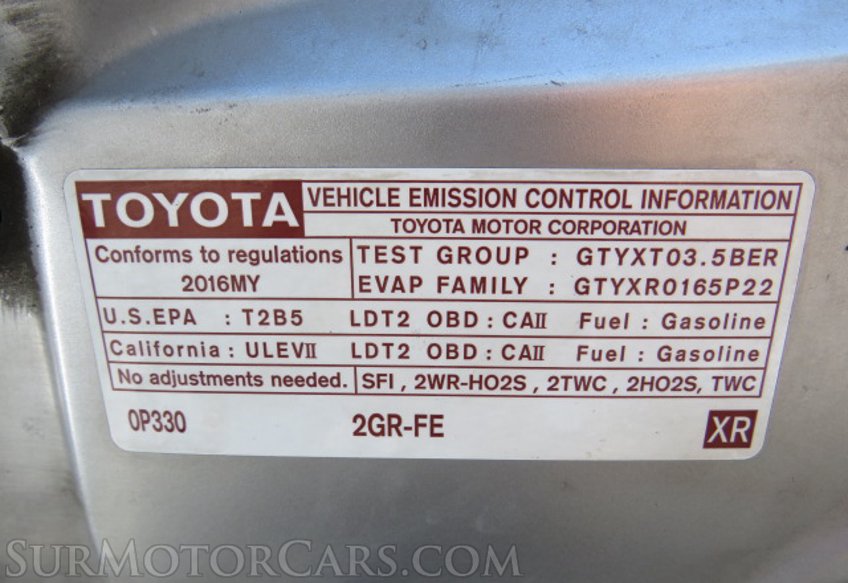 TOYOTA VEHICLE EMISSION CONTROL INFORMATION
TOYOTA MOTOR CORPORATION
Conforms to regulations TEST GROUP : GTYXT03.5BER
2016MY EVAP FAMILY : GTYXR0165P22
U.S.EPA : T2B5 LDT2 OBD : CAII Fuel : Gasoline
California : ULEVII LDT2 OBD : CAII Fuel : Gasoline
No adjustments needed. SFI , 2WR-HO2S , 2TWC , 2HO2S, TWC
0P330 2GR-FE XR
SURMOTORCARS.COM